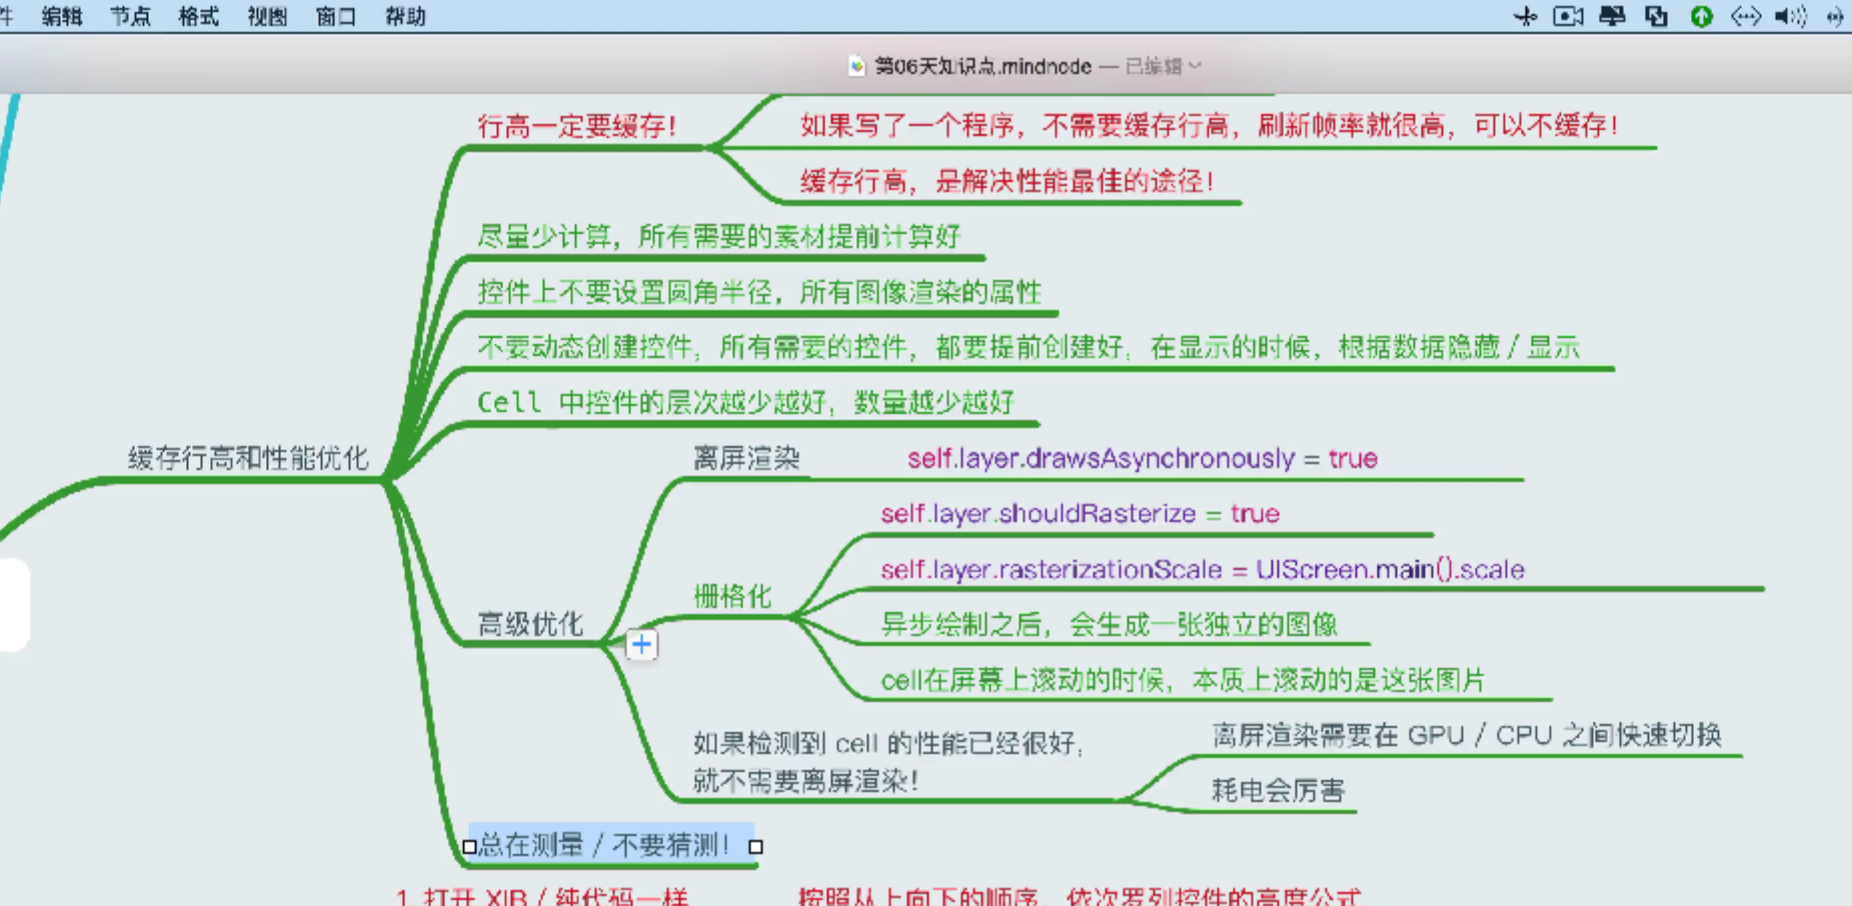 编辑 节点 格式 视图 窗口 帮助
第06天知识点.mindnode — 已编辑
行高一定要缓存！
如果写了一个程序，不需要缓存行高，刷新帧率就很高，可以不缓存！
缓存行高，是解决性能最佳的途径！
尽量少计算，所有需要的素材提前计算好
控件上不要设置圆角半径，所有图像渲染的属性
不要动态创建控件，所有需要的控件，都要提前创建好，在显示的时候，根据数据隐藏 / 显示
Cell 中控件的层次越少越好，数量越少越好
缓存行高和性能优化
离屏渲染
self.layer.drawsAsynchronously = true
self.layer.shouldRasterize = true
self.layer.rasterizationScale = UIScreen.main().scale
栅格化
异步绘制之后，会生成一张独立的图像
高级优化
cell在屏幕上滚动的时候，本质上滚动的是这张图片
如果检测到 cell 的性能已经很好，
就不需要离屏渲染！
离屏渲染需要在 GPU / CPU 之间快速切换
耗电会厉害
总在测量 / 不要猜测！
1. 打开 XIB / 纯代码一样
按照从上向下的顺序，依次罗列控件的高度公式